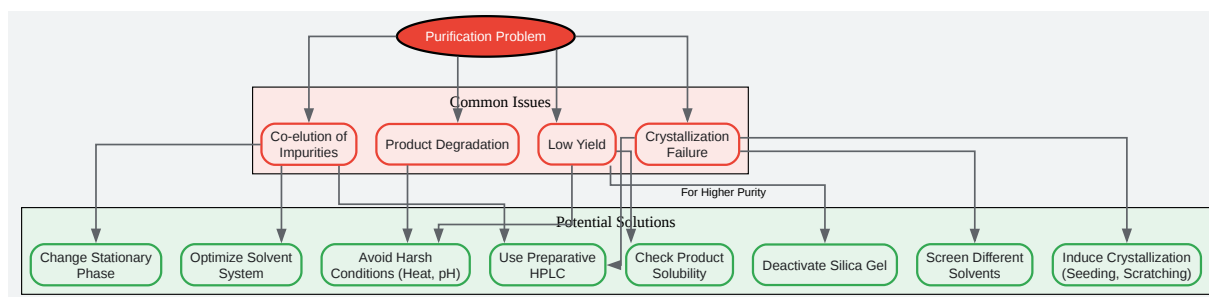 Purification Problem
Common Issues
Co-elution of
Impurities
Product Degradation
Low Yield
Crystallization
Failure
For Higher Purity
Potential Solutions
Change Stationary
Phase
Optimize Solvent
System
Avoid Harsh
Conditions (Heat, pH)
Use Preparative
HPLC
Check Product
Solubility
Deactivate Silica Gel
Screen Different
Solvents
Induce Crystallization
(Seeding, Scratching)